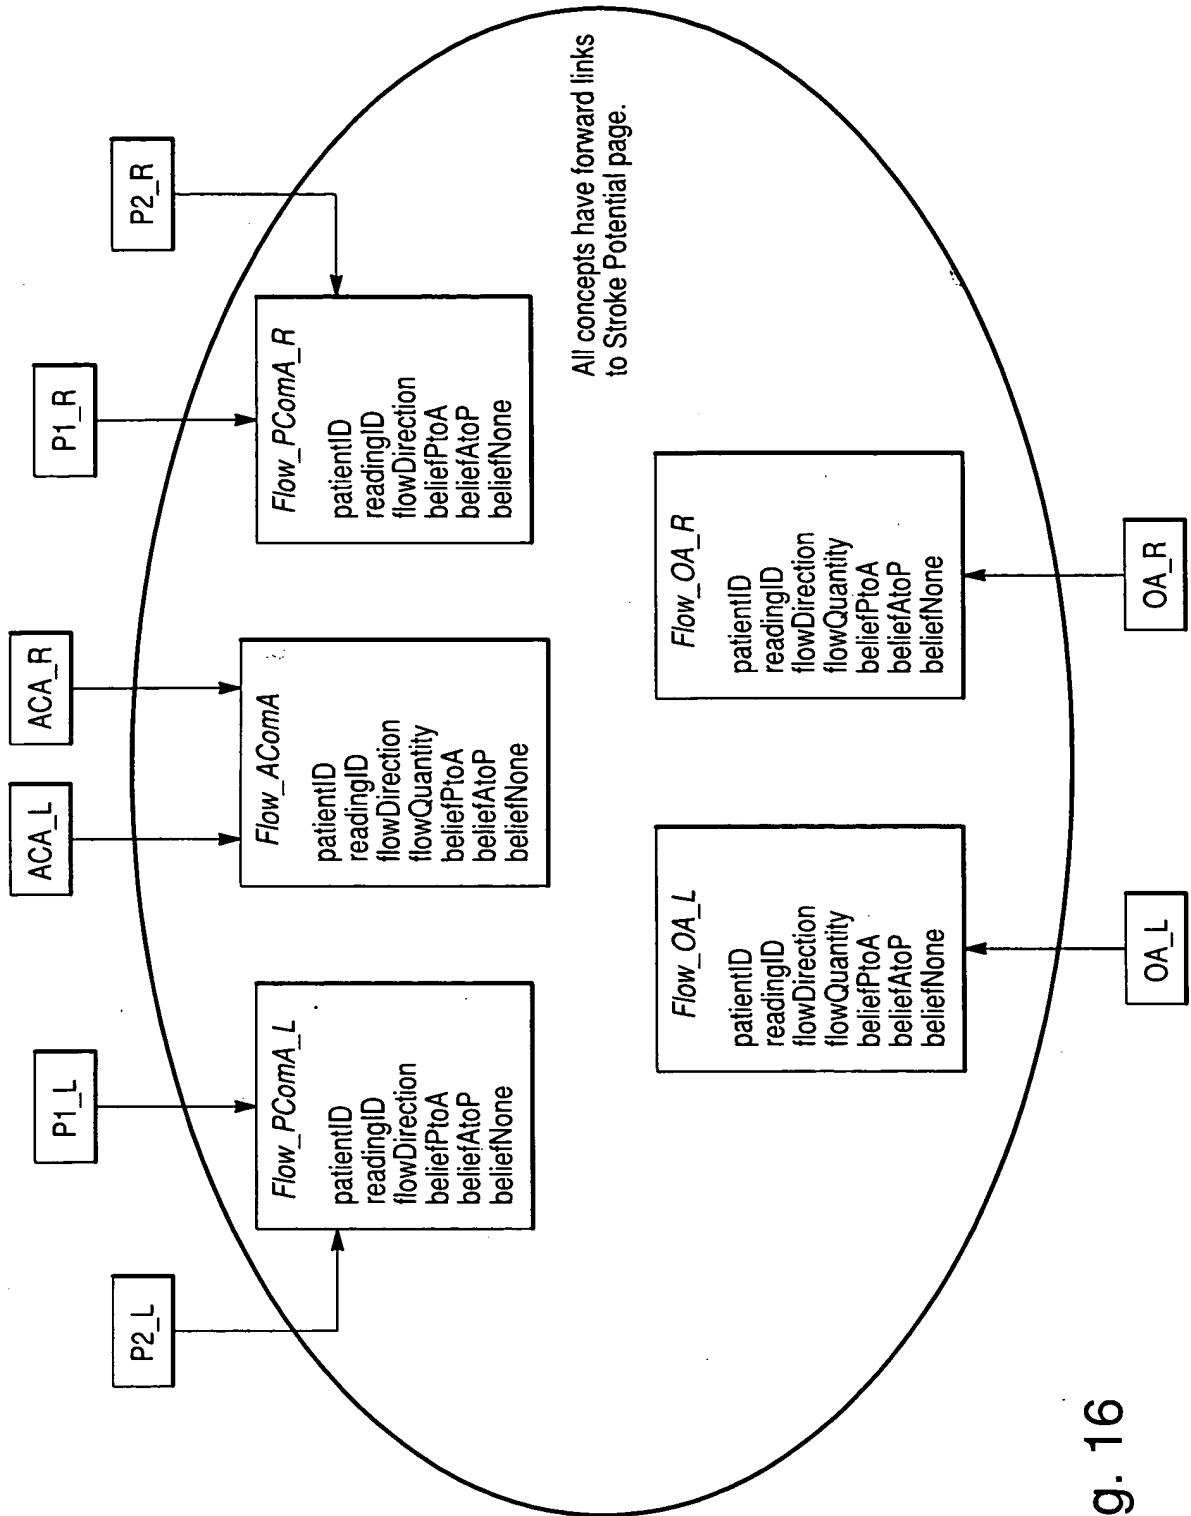 P2_L
P1_L
ACA_L
ACA_R
P1_R
P2_R
Flow_PComA_L
patientID
readingID
flowDirection
beliefPtoA
beliefAtoP
beliefNone
Flow_AComA
patientID
readingID
flowDirection
flowQuantity
beliefPtoA
beliefAtoP
beliefNone
Flow_PComA_R
patientID
readingID
flowDirection
beliefPtoA
beliefAtoP
beliefNone
All concepts have forward links
to Stroke Potential page.
Flow_OA_L
patientID
readingID
flowDirection
flowQuantity
beliefPtoA
beliefAtoP
beliefNone
Flow_OA_R
patientID
readingID
flowDirection
flowQuantity
beliefPtoA
beliefAtoP
beliefNone
OA_L
OA_R
g. 16